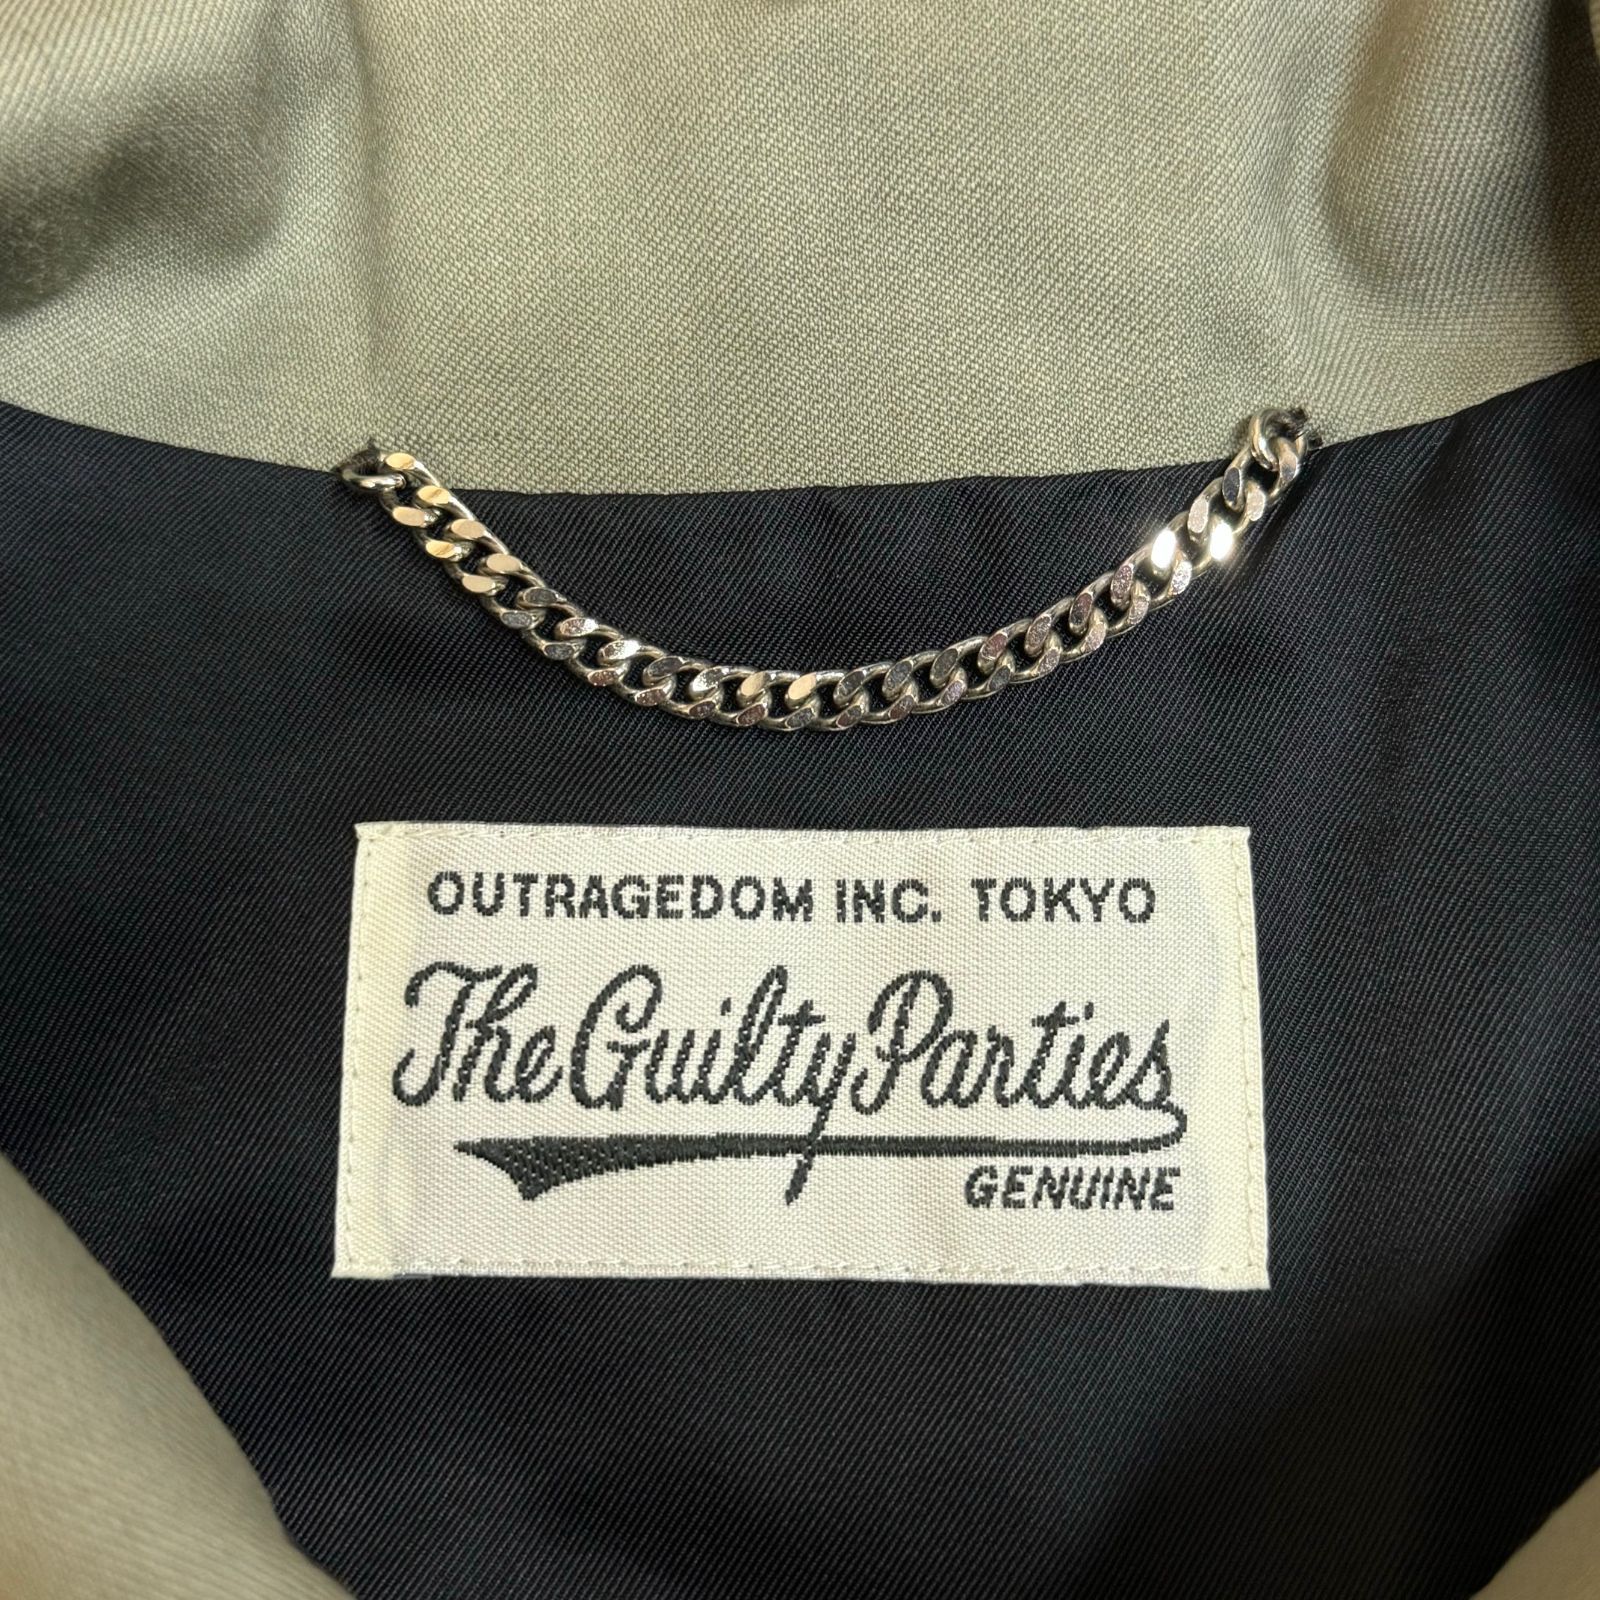 OUTRAGEDOM INC. TOKYO
The Guilty Parties
GENUINE